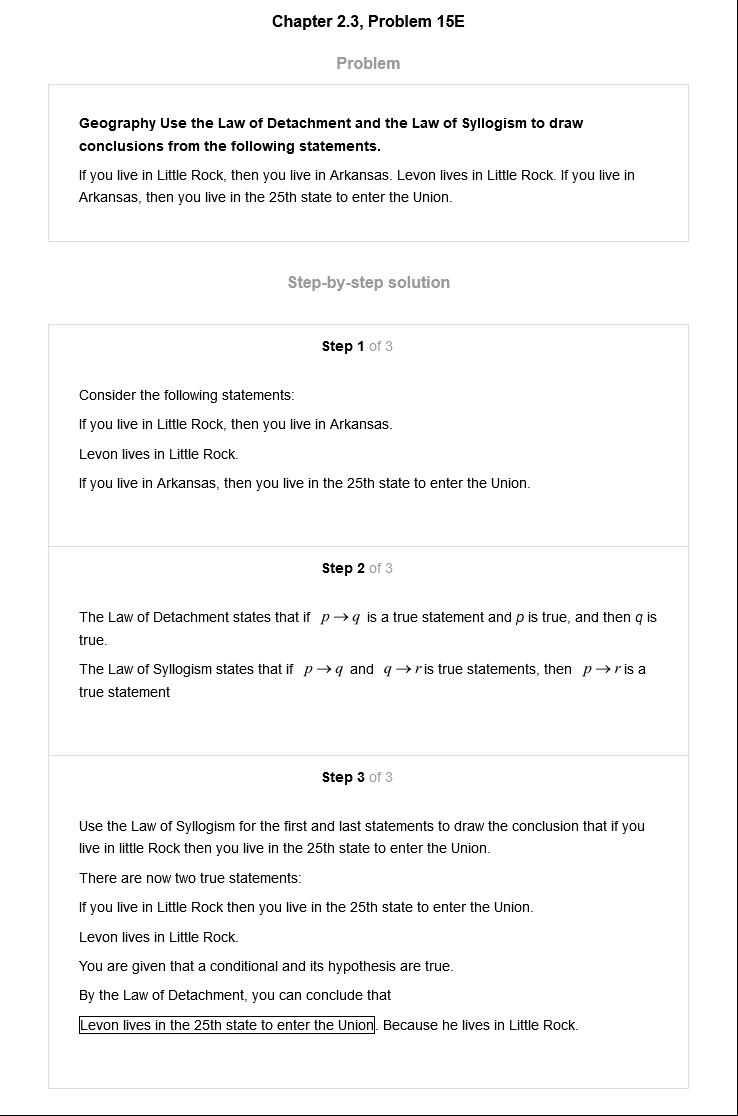 Chapter 2.3, Problem 15E
Problem
Geography Use the Law of Detachment and the Law of Syllogism to draw
conclusions from the following statements.
If you live in Little Rock, then you live in Arkansas. Levon lives in Little Rock. If you live in
Arkansas, then you live in the 25th state to enter the Union.
Step-by-step solution
Step 1 of 3
Consider the following statements:
If you live in Little Rock, then you live in Arkansas.
Levon lives in Little Rock.
If you live in Arkansas, then you live in the 25th state to enter the Union.
Step 2 of 3
The Law of Detachment states that if p → q is a true statement and p is true, and then q is
true.
The Law of Syllogism states that if p → q and q → r is true statements, then p → r is a
true statement
Step 3 of 3
Use the Law of Syllogism for the first and last statements to draw the conclusion that if you
live in little Rock then you live in the 25th state to enter the Union.
There are now two true statements:
If you live in Little Rock then you live in the 25th state to enter the Union.
Levon lives in Little Rock.
You are given that a conditional and its hypothesis are true.
By the Law of Detachment, you can conclude that
Levon lives in the 25th state to enter the Union. Because he lives in Little Rock.